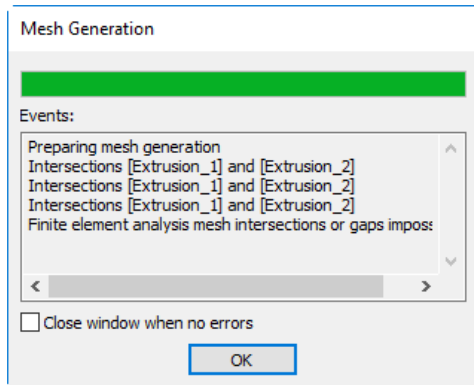 Mesh Generation
Events:
Preparing mesh generation
Intersections [Extrusion_1] and [Extrusion_2]
Intersections [Extrusion_1] and [Extrusion_2]
Intersections [Extrusion_1] and [Extrusion_2]
Finite element analysis mesh intersections or gaps imposs
Close window when no errors
OK